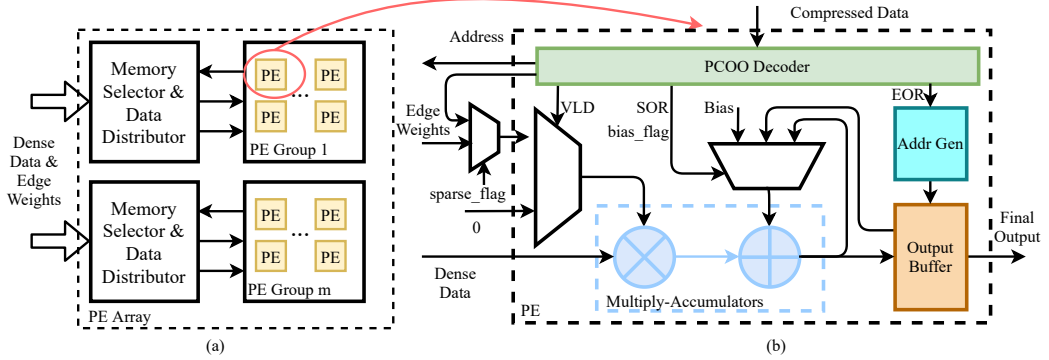 Dense
Data &
Edge
Weights
Memory
Selector &
Data
Distributor
PE
PE
...
PE
PE
PE Group 1
Memory
Selector &
Data
Distributor
PE
PE
...
PE
PE
PE Group m
PE Array
(a)
Compressed Data
Address
PCOO Decoder
Edge
Weights
VLD
SOR
bias_flag
Bias
EOR
Addr Gen
sparse_flag
0
Dense
Data
Multiply-Accumulators
Output
Buffer
Final
Output
PE
(b)